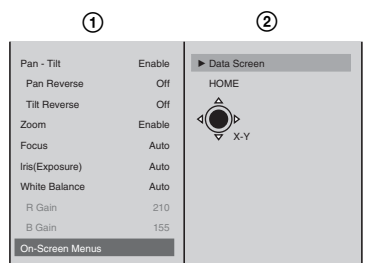 ① ②
Pan - Tilt Enable
Pan Reverse Off
Tilt Reverse Off
Zoom Enable
Focus Auto
Iris(Exposure) Auto
White Balance Auto
R Gain 210
B Gain 155
On-Screen Menus
► Data Screen
HOME
X-Y